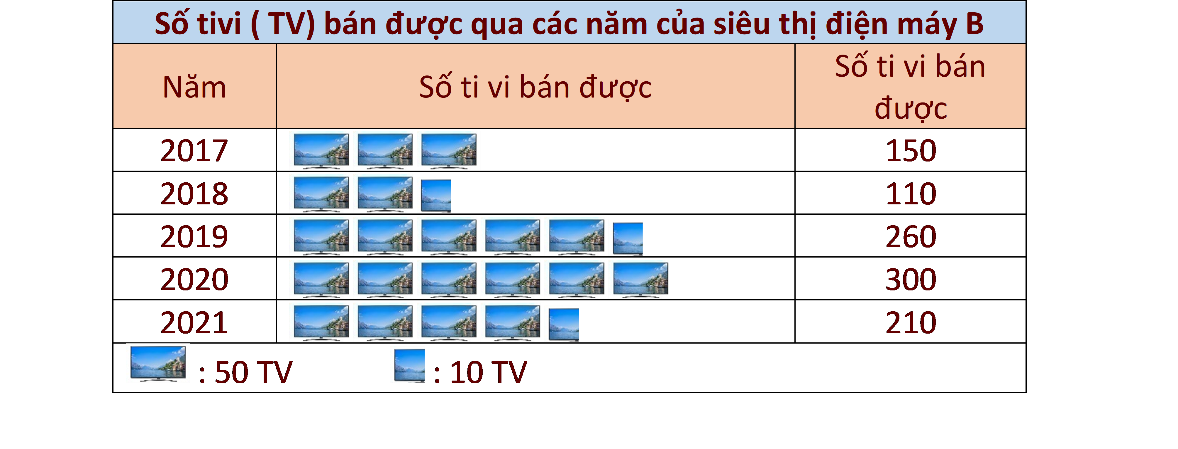 Số tivi ( TV) bán được qua các năm của siêu thị điện máy B
Năm Số ti vi bán được Số ti vi bán được
2017 150
2018 110
2019 260
2020 300
2021 210
: 50 TV : 10 TV